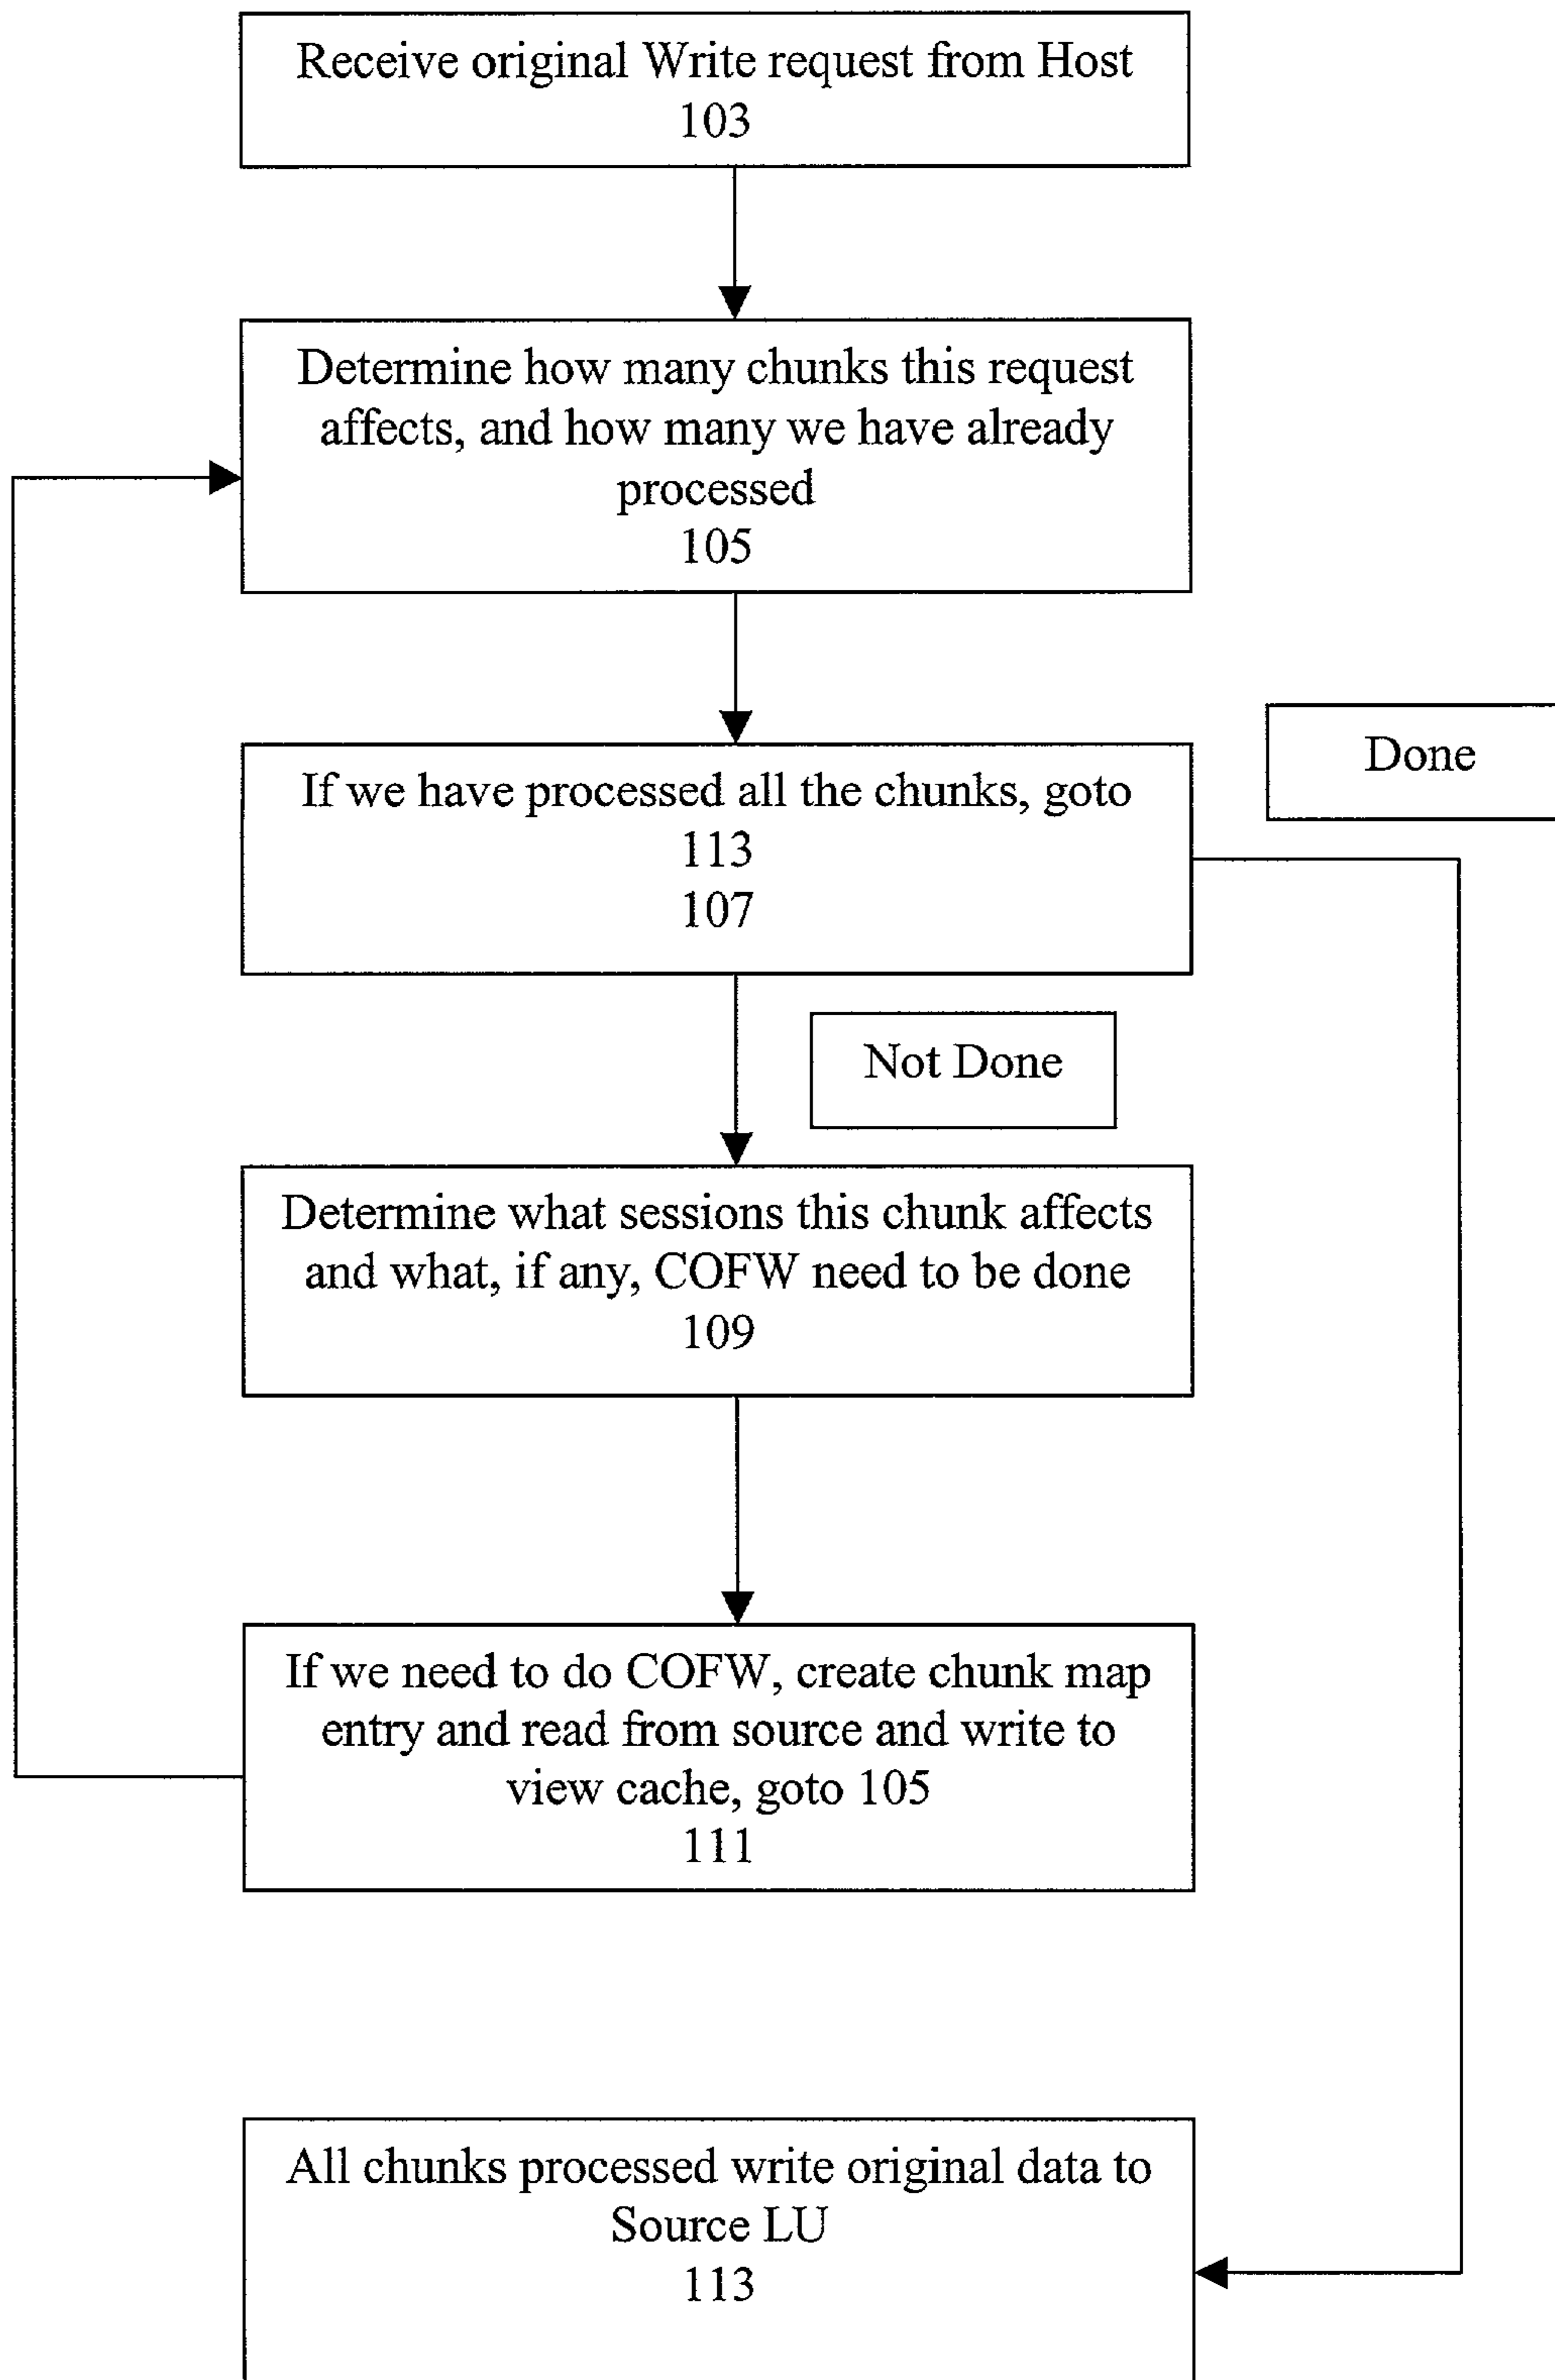 Receive original Write request from Host
103
Determine how many chunks this request
affects, and how many we have already
processed
105
If we have processed all the chunks, goto
113
107
Done
Not Done
Determine what sessions this chunk affects
and what, if any, COFW need to be done
109
If we need to do COFW, create chunk map
entry and read from source and write to
view cache, goto 105
111
All chunks processed write original data to
Source LU
113